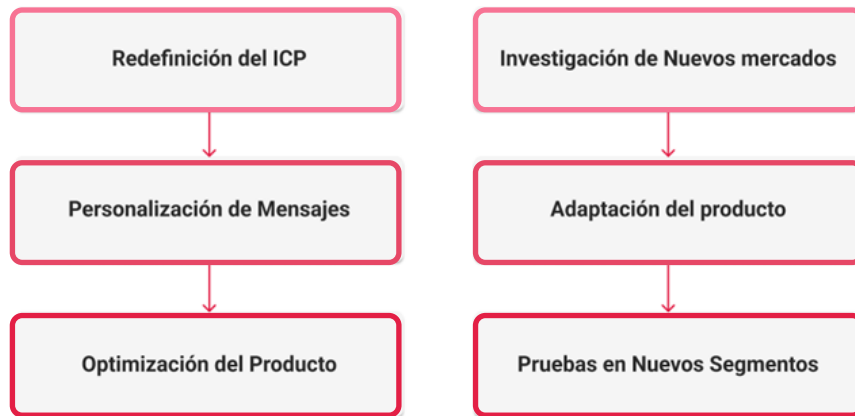 Redefinición del ICP
Personalización de Mensajes
Optimización del Producto
Investigación de Nuevos mercados
Adaptación del producto
Pruebas en Nuevos Segmentos